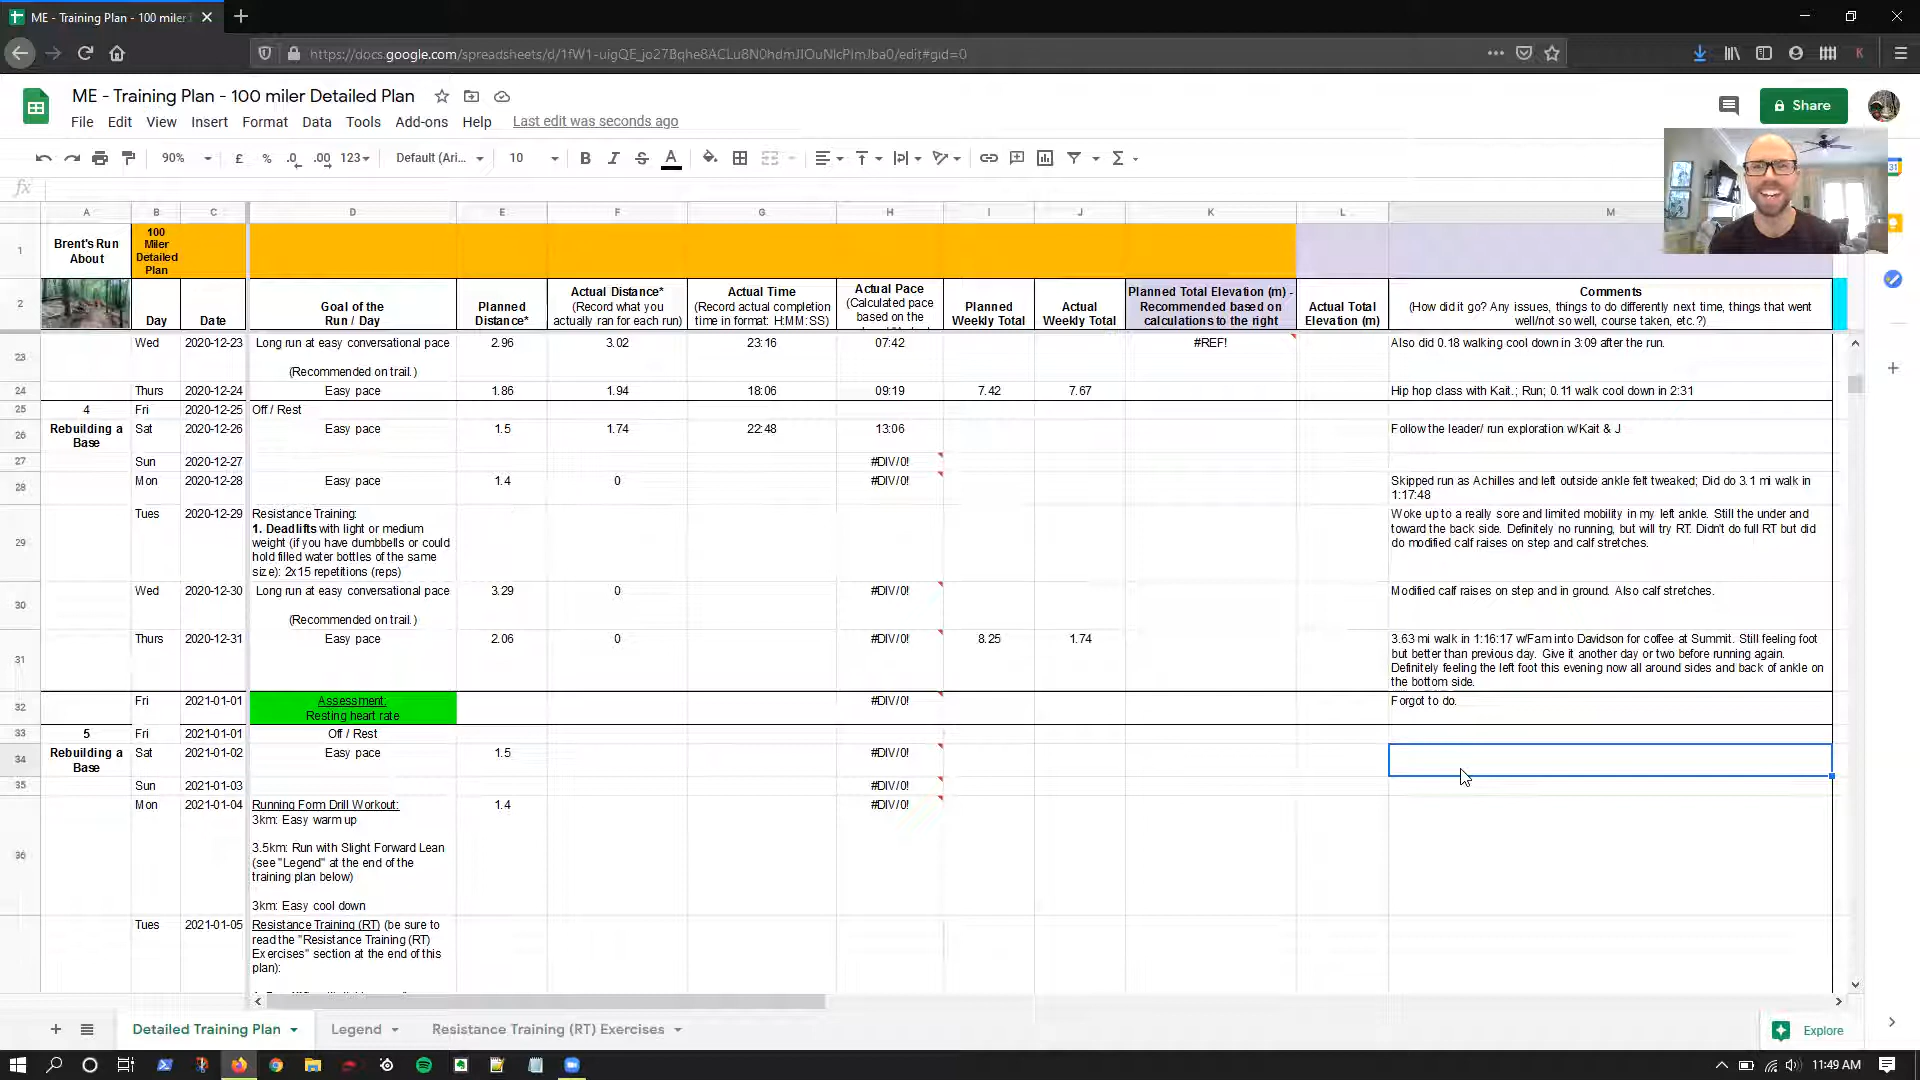 ME - Training Plan - 100 miler
https://docs.google.com/spreadsheets/d/1fW1-uigQE_jo27Bqhe8ACLu8N0hdmJIOuNlcPimJba0/edit#gid=0
ME - Training Plan - 100 miler Detailed Plan
Share
File Edit View Insert Format Data Tools Add-ons Help Last edit was seconds ago
90% £ % .0 .00 123 Default (Ari... 10 B I S A Σ
fx
A B C D E F G H I J K L M
1 Brent's Run About 100 Miler Detailed Plan
2 Day Date
Goal of the Run / Day
Planned Distance*
Actual Distance* (Record what you actually ran for each run)
Actual Time (Record actual completion time in format: H:MM:SS)
Actual Pace (Calculated pace based on the
Planned Weekly Total
Actual Weekly Total
Planned Total Elevation (m) - Recommended based on calculations to the right
Actual Total Elevation (m)
Comments
(How did it go? Any issues, things to do differently next time, things that went well/not so well, course taken, etc.?)
23 Wed 2020-12-23 Long run at easy conversational pace 2.96 3.02 23:16 07:42 #REF! Also did 0.18 walking cool down in 3:09 after the run.
(Recommended on trail.)
24 Thurs 2020-12-24 Easy pace 1.86 1.94 18:06 09:19 7.42 7.67 Hip hop class with Kait.; Run; 0.11 walk cool down in 2:31
25 4 Fri 2020-12-25 Off / Rest
26 Rebuilding a Base Sat 2020-12-26 Easy pace 1.5 1.74 22:48 13:06 Follow the leader/ run exploration w/Kait & J
27 Sun 2020-12-27 #DIV/0!
28 Mon 2020-12-28 Easy pace 1.4 0 #DIV/0! Skipped run as Achilles and left outside ankle felt tweaked; Did do 3.1 mi walk in
1:17:48
29 Tues 2020-12-29 Resistance Training: Woke up to a really sore and limited mobility in my left ankle. Still the under and
1. Deadlifts with light or medium toward the back side. Definitely no running, but will try RT. Didn't do full RT but did
weight (if you have dumbbells or could do modified calf raises on step and calf stretches.
hold filled water bottles of the same
size): 2x15 repetitions (reps)
30 Wed 2020-12-30 Long run at easy conversational pace 3.29 0 #DIV/0! Modified calf raises on step and in ground. Also calf stretches.
(Recommended on trail.)
31 Thurs 2020-12-31 Easy pace 2.06 0 #DIV/0! 8.25 1.74 3.63 mi walk in 1:16:17 w/Fam into Davidson for coffee at Summit. Still feeling foot
but better than previous day. Give it another day or two before running again.
Definitely feeling the left foot this evening now all around sides and back of ankle on
the bottom side.
32 Fri 2021-01-01 Assessment: #DIV/0! Forgot to do.
Resting heart rate
33 5 Fri 2021-01-01 Off / Rest
34 Rebuilding a Base Sat 2021-01-02 Easy pace 1.5 #DIV/0!
35 Sun 2021-01-03 #DIV/0!
36 Mon 2021-01-04 Running Form Drill Workout: 1.4 #DIV/0!
3km: Easy warm up
3.5km: Run with Slight Forward Lean
(see "Legend" at the end of the
training plan below)
3km: Easy cool down
Tues 2021-01-05 Resistance Training (RT) (be sure to
read the "Resistance Training (RT)
Exercises" section at the end of this
plan):
Detailed Training Plan Legend Resistance Training (RT) Exercises Explore
11:49 AM